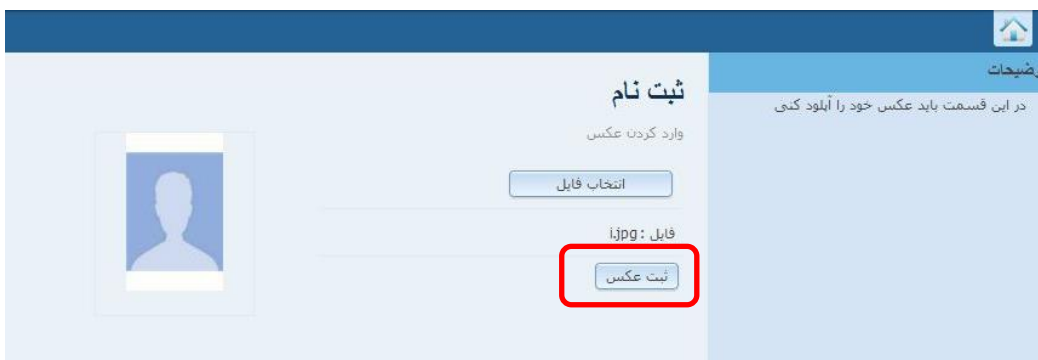 ضیحات
در این قسمت باید عکس خود را آپلود کنی
ثبت نام
وارد کردن عکس
انتخاب فایل
فایل : i.jpg
ثبت عکس